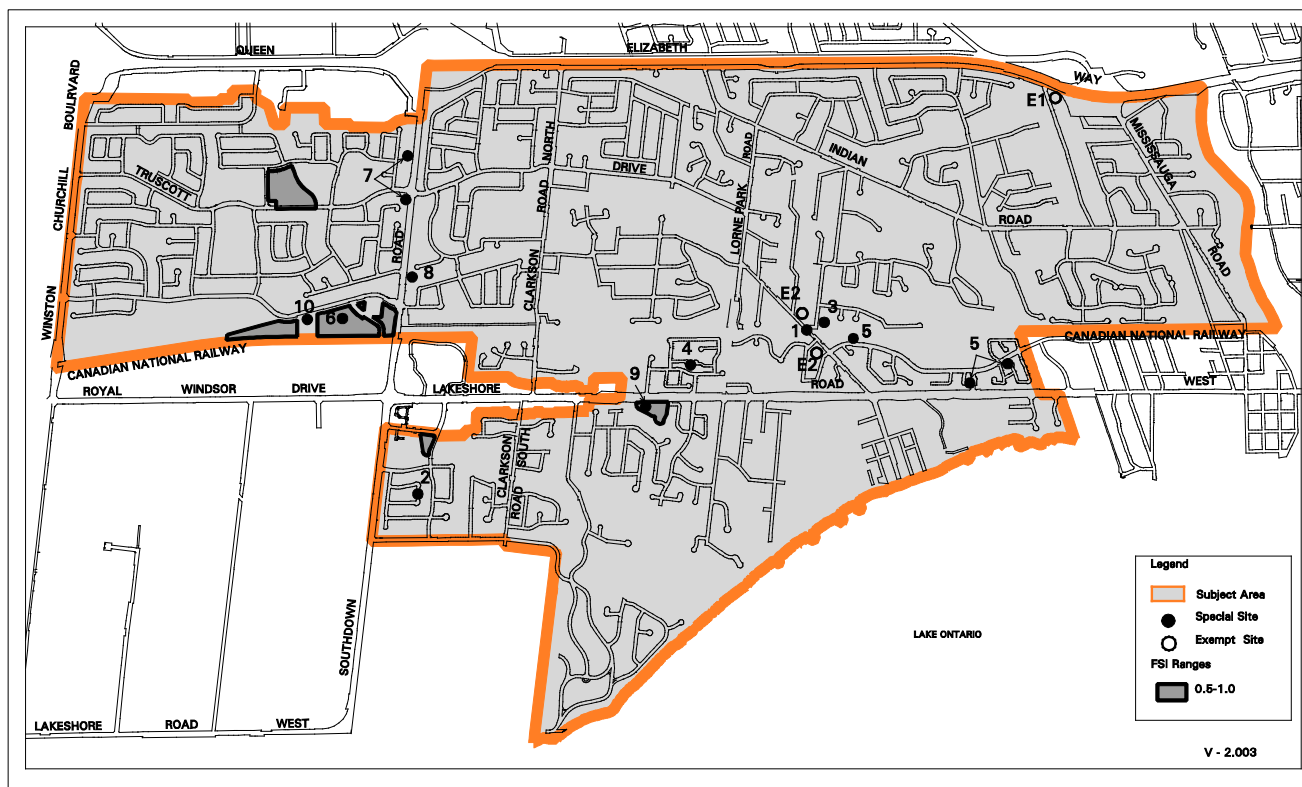 QUEEN
ELIZABETH
WAY
BOULRVARD
CHURCHILL
WINSTON
E1
MISSISSAUGA
ROAD
TRUSCOTT
7
ROAD
NORTH
ROAD
CLARKSON
DRIVE
ROAD
LORNE PARK
INDIAN
ROAD
8
10
6
E2
3
1
5
E2
ROAD
4
5
CANADIAN NATIONAL RAILWAY
CANADIAN NATIONAL RAILWAY
ROYAL WINDSOR DRIVE
LAKESHORE
9
WEST
CLARKSON
SOUTH
ROAD
2
SOUTHDOWN
LAKESHORE ROAD WEST
LAKE ONTARIO
Legend
Subject Area
Special Site
Exempt Site
FSI Ranges
0.5-1.0
V - 2.003